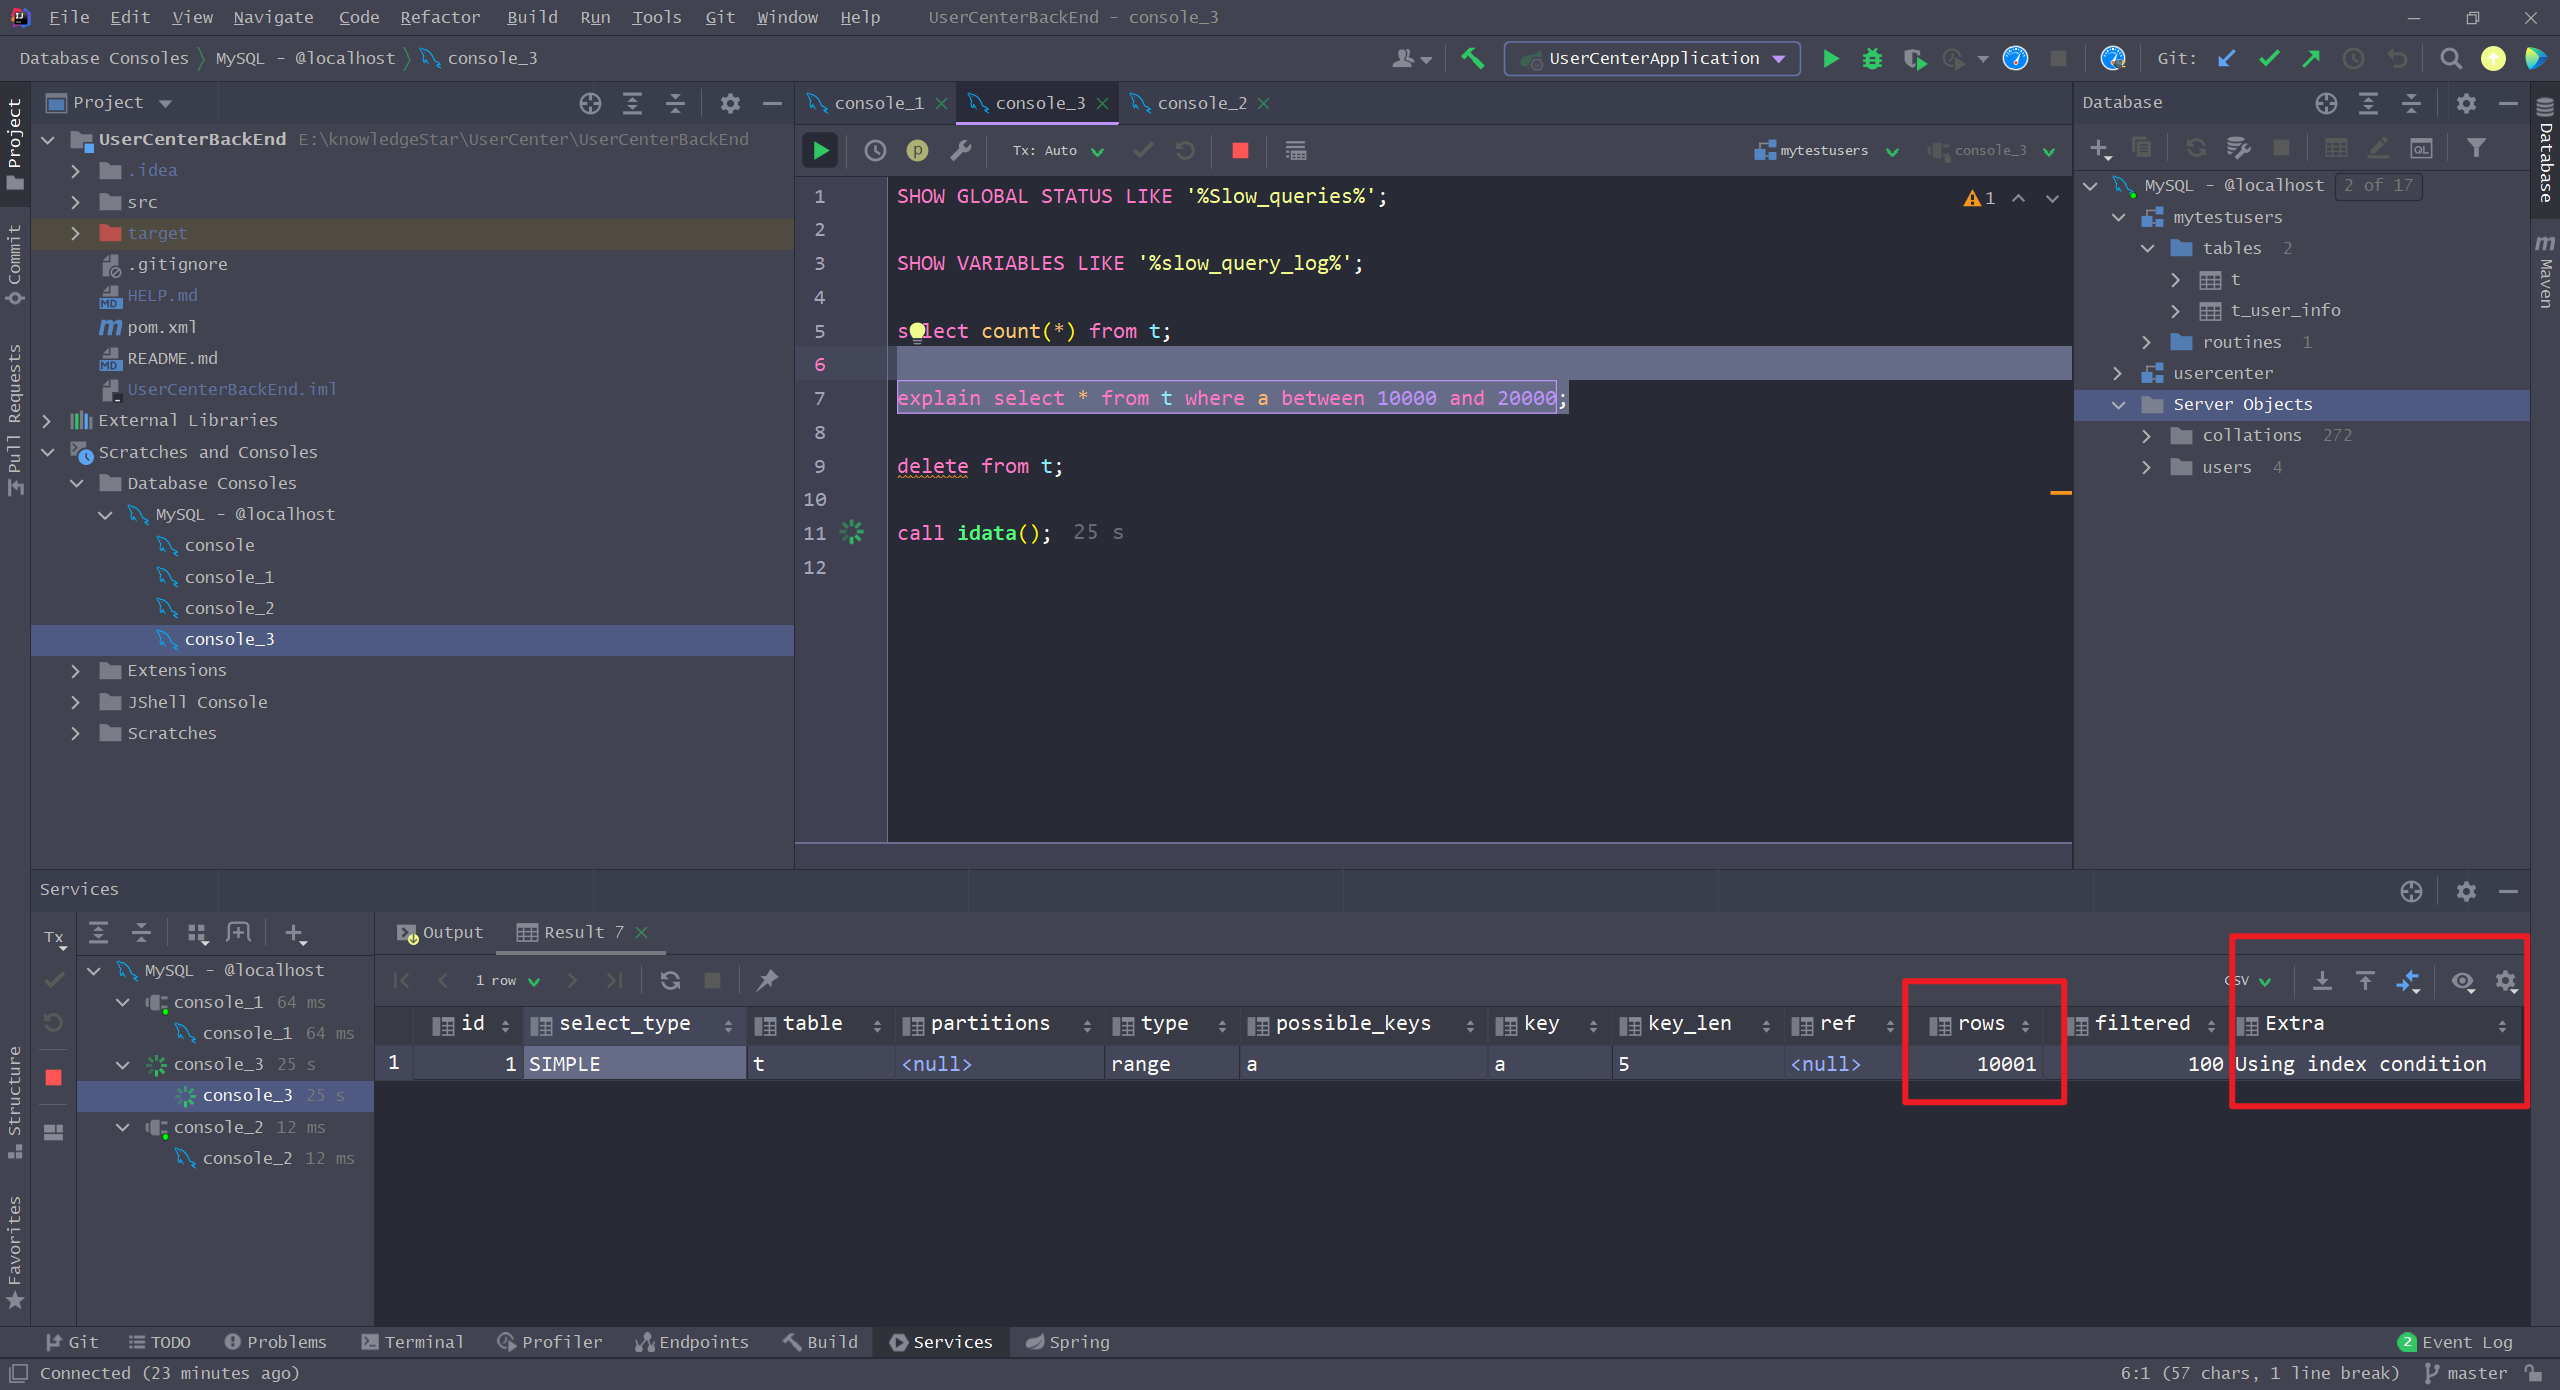 File Edit View Navigate Code Refactor Build Run Tools Git Window Help UserCenterBackEnd - console_3
Database Consoles MySQL - @localhost console_3
UserCenterApplication
Git:
Project
console_1
console_3
console_2
Database
UserCenterBackEnd E:\knowledgeStar\UserCenter\UserCenterBackEnd
.idea
src
target
.gitignore
HELP.md
pom.xml
README.md
UserCenterBackEnd.iml
External Libraries
Scratches and Consoles
Database Consoles
MySQL - @localhost
console
console_1
console_2
console_3
Extensions
JShell Console
Scratches
Tx: Auto
mytestusers
console_3
1 SHOW GLOBAL STATUS LIKE '%Slow_queries%';
1
2
3 SHOW VARIABLES LIKE '%slow_query_log%';
4
5 select count(*) from t;
6
7 explain select * from t where a between 10000 and 20000;
8
9 delete from t;
10
11 call idata(); 25 s
12
MySQL - @localhost 2 of 17
mytestusers
tables 2
t
t_user_info
routines 1
usercenter
Server Objects
collations 272
users 4
Project
Commit
Pull Requests
Structure
Favorites
Database
Maven
Services
Tx
MySQL - @localhost
console_1 64 ms
console_1 64 ms
console_3 25 s
console_3 25 s
console_2 12 ms
console_2 12 ms
Output
Result 7
1 row
CSV
id select_type table partitions type possible_keys key key_len ref rows filtered Extra
1 1 SIMPLE t <null> range a a 5 <null> 10001 100 Using index condition
Git TODO Problems Terminal Profiler Endpoints Build Services Spring
2 Event Log
Connected (23 minutes ago)
6:1 (57 chars, 1 line break) master